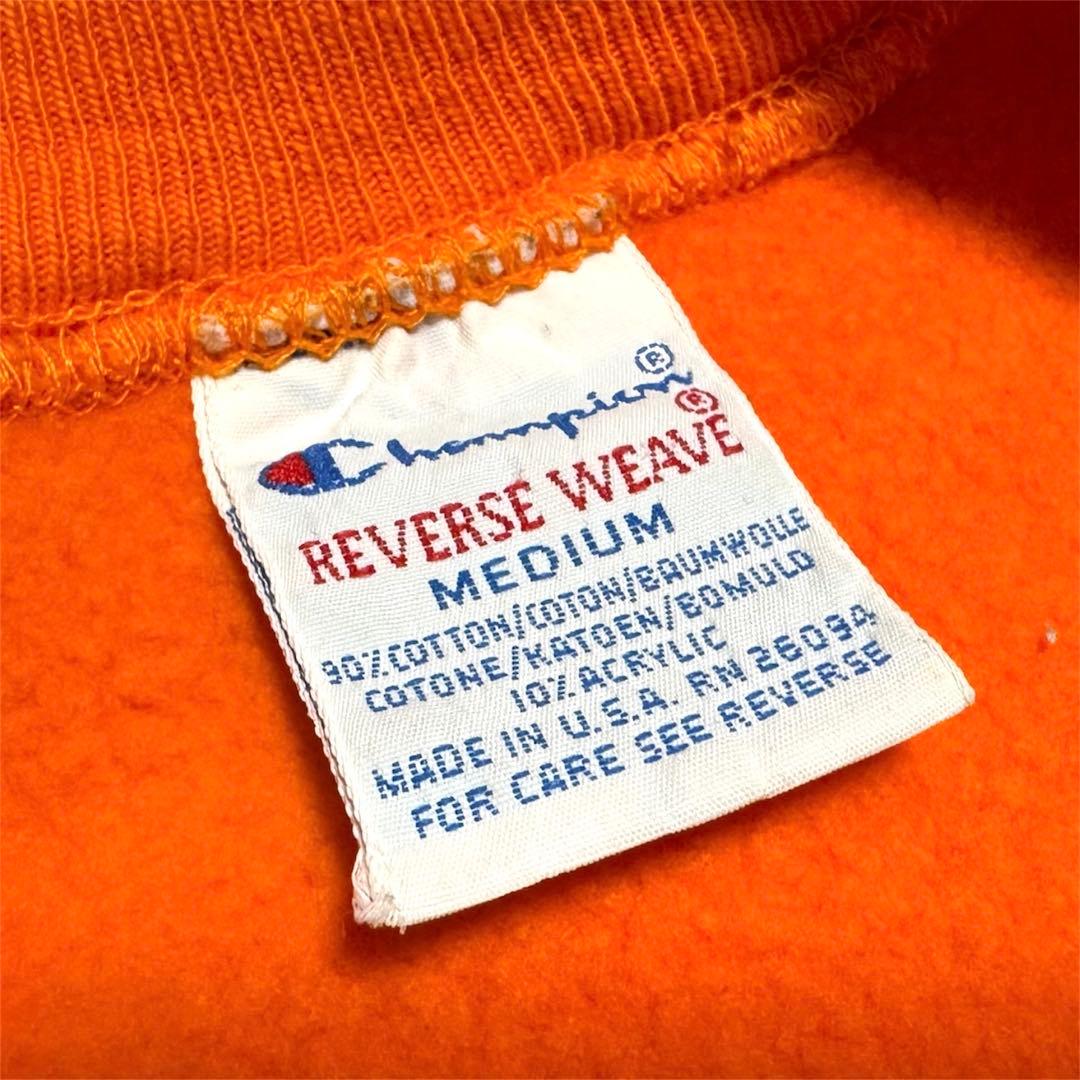 Champion®
REVERSE WEAVE®
MEDIUM
90%COTTON/COTON/BAUMWOLLE
COTONE/KATOEN/BOMULD
10%ACRYLIC
MADE IN U.S.A. RN 26094
FOR CARE SEE REVERSE